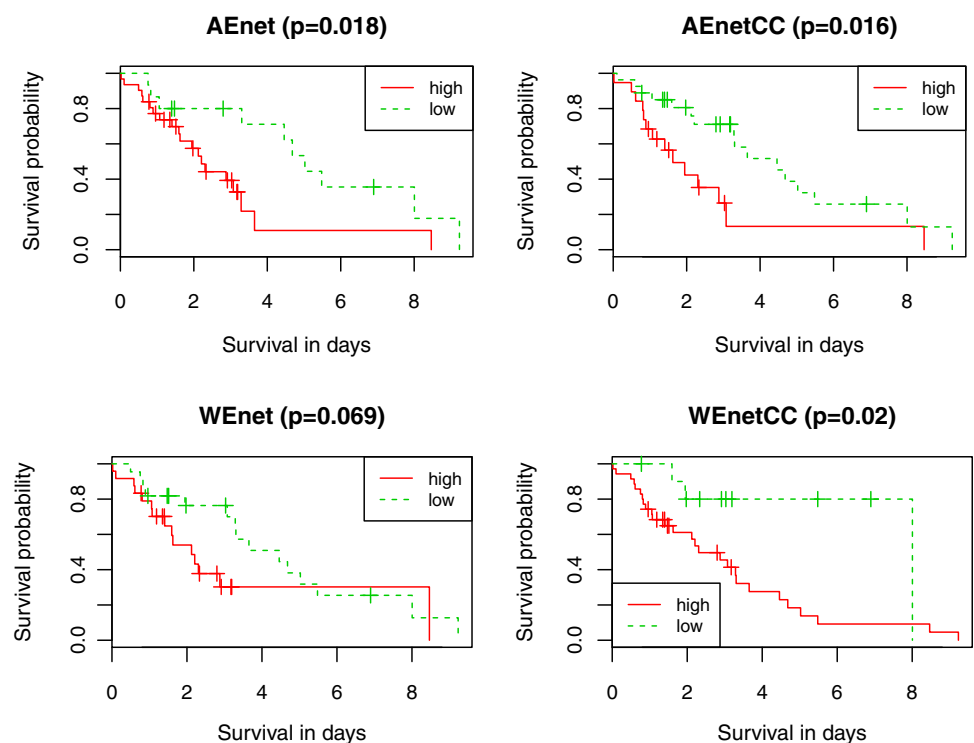 AEnet (p=0.018)
Survival probability
0.0 0.4 0.8
high
low
0 2 4 6 8
Survival in days
AEnetCC (p=0.016)
Survival probability
0.0 0.4 0.8
high
low
0 2 4 6 8
Survival in days
WEnet (p=0.069)
Survival probability
0.0 0.4 0.8
high
low
0 2 4 6 8
Survival in days
WEnetCC (p=0.02)
Survival probability
0.0 0.4 0.8
high
low
0 2 4 6 8
Survival in days